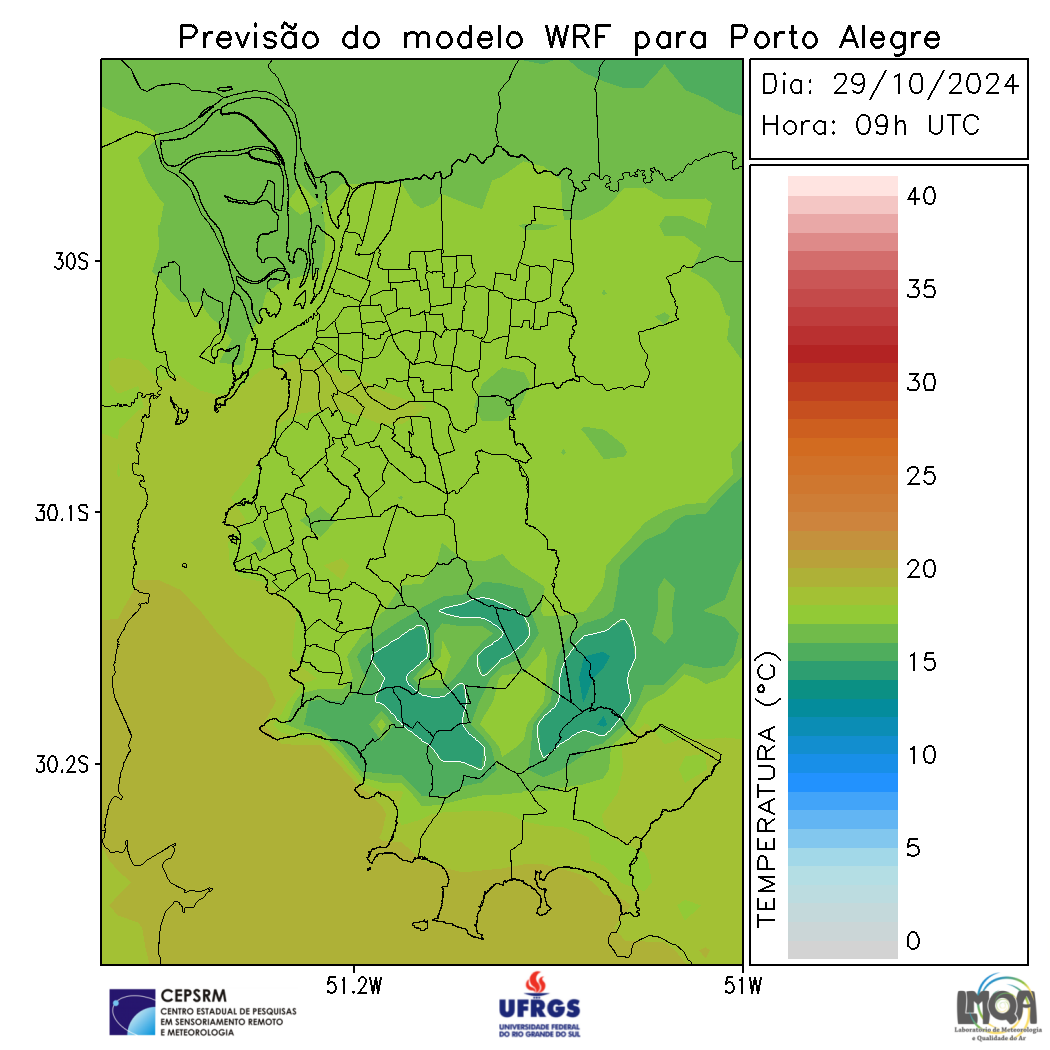 Previsão do modelo WRF para Porto Alegre
Dia: 29/10/2024
Hora: 09h UTC
30S
30.1S
30.2S
51.2W
51W
TEMPERATURA (°C)
40
35
30
25
20
15
10
5
0
CEPSRM
CENTRO ESTADUAL DE PESQUISAS
EM SENSORIAMENTO REMOTO
E METEOROLOGIA
UFRGS
UNIVERSIDADE FEDERAL
DO RIO GRANDE DO SUL
LMQA
Laboratório de Meteorologia
e Qualidade do Ar